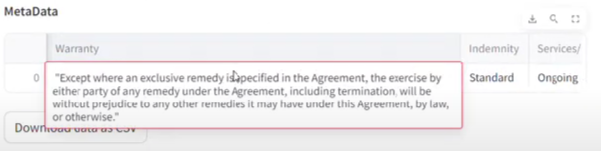 MetaData
Warranty Indemnity Services/
0 "Except where an exclusive remedy is specified in the Agreement, the exercise by Standard Ongoing
either party of any remedy under the Agreement, including termination, will be
without prejudice to any other remedies it may have under this Agreement, by law,
or otherwise."
Download data as CSV